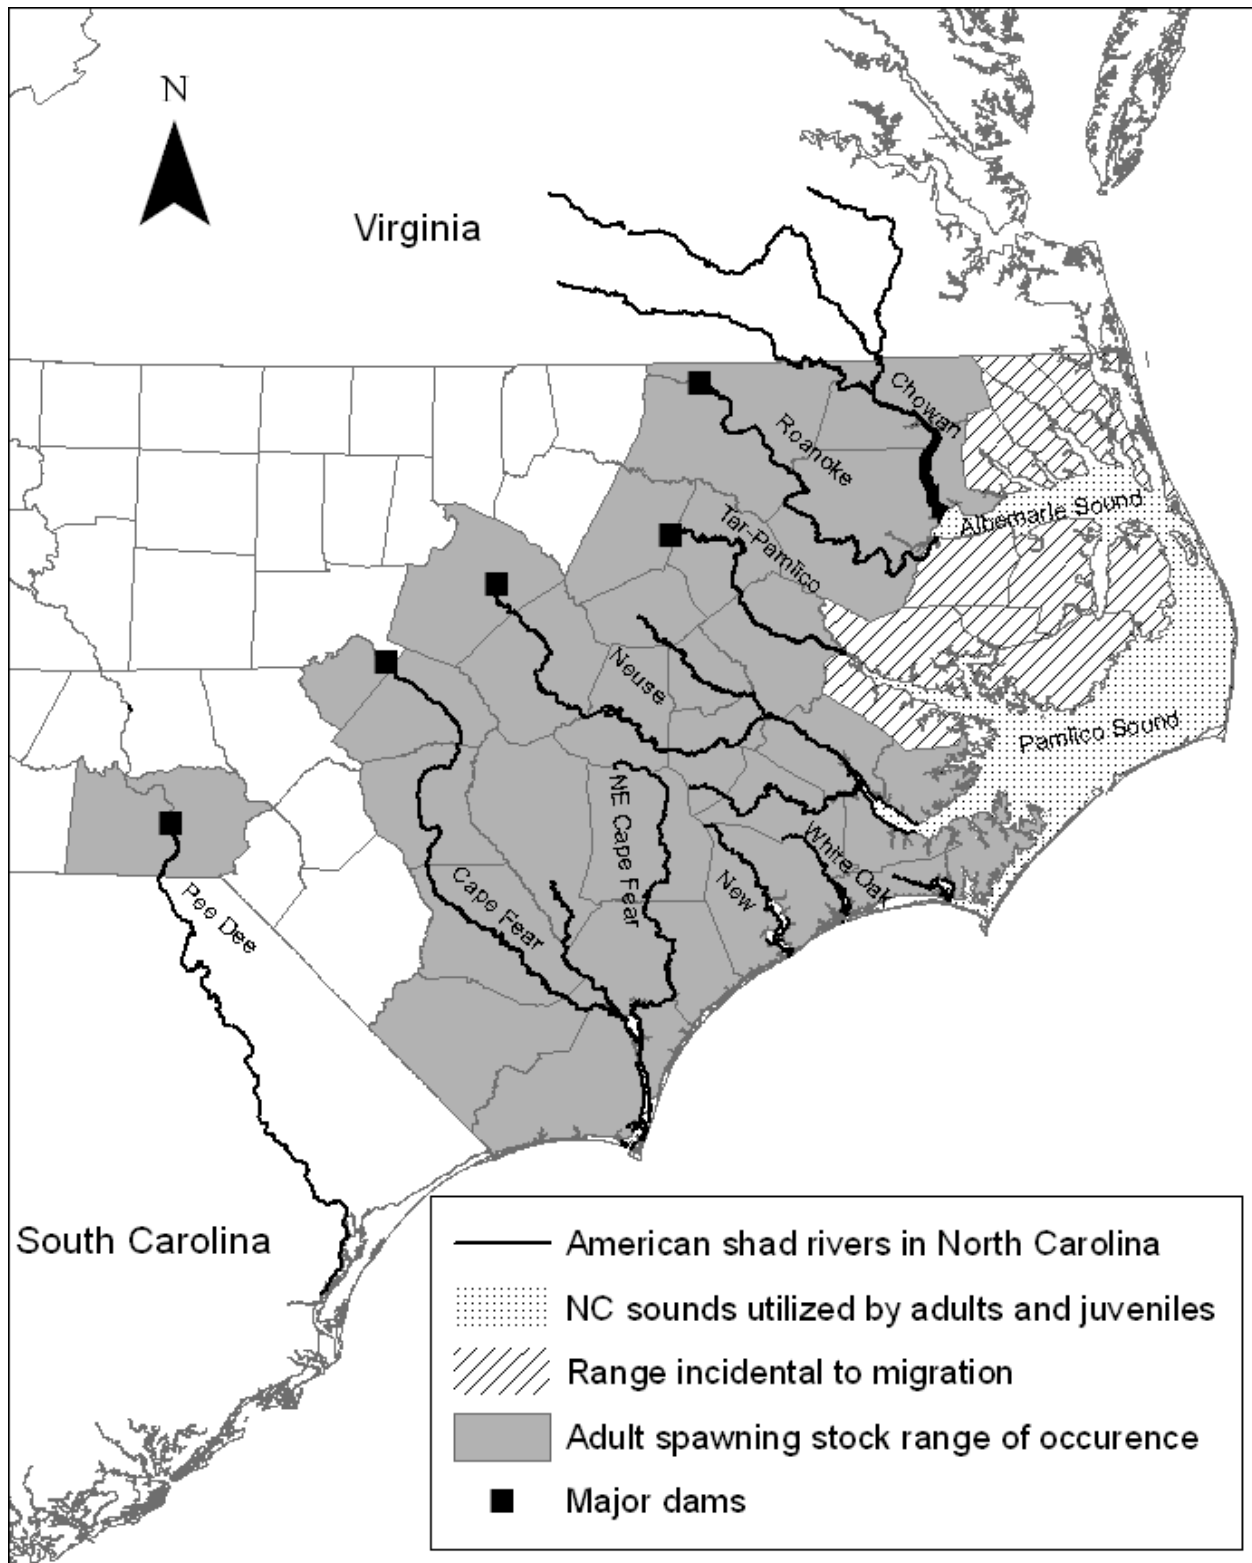 N
Virginia
Chowan
Roanoke
Albemarle Sound
Tar-Pamlico
Neuse
Pamlico Sound
NE Cape Fear
White Oak
New
Cape Fear
Pee Dee
South Carolina
American shad rivers in North Carolina
NC sounds utilized by adults and juveniles
Range incidental to migration
Adult spawning stock range of occurence
Major dams